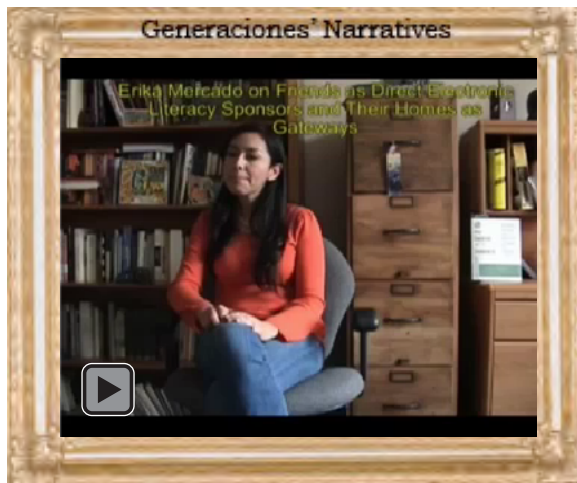 Generaciones' Narratives
Erika Mercado on Friends as Direct Electronic
Literacy Sponsors and Their Homes as
Gateways